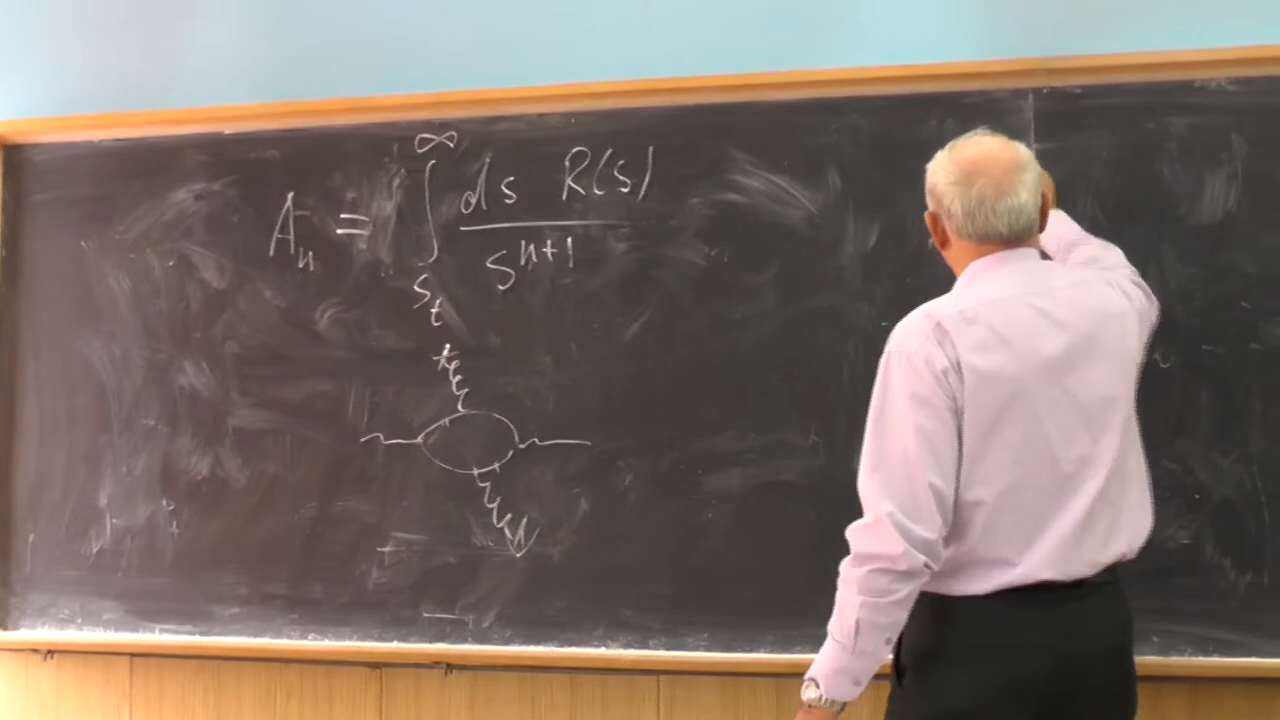 ∞
A_n = ∫ ds R(s)
s^{n+1}
s_t